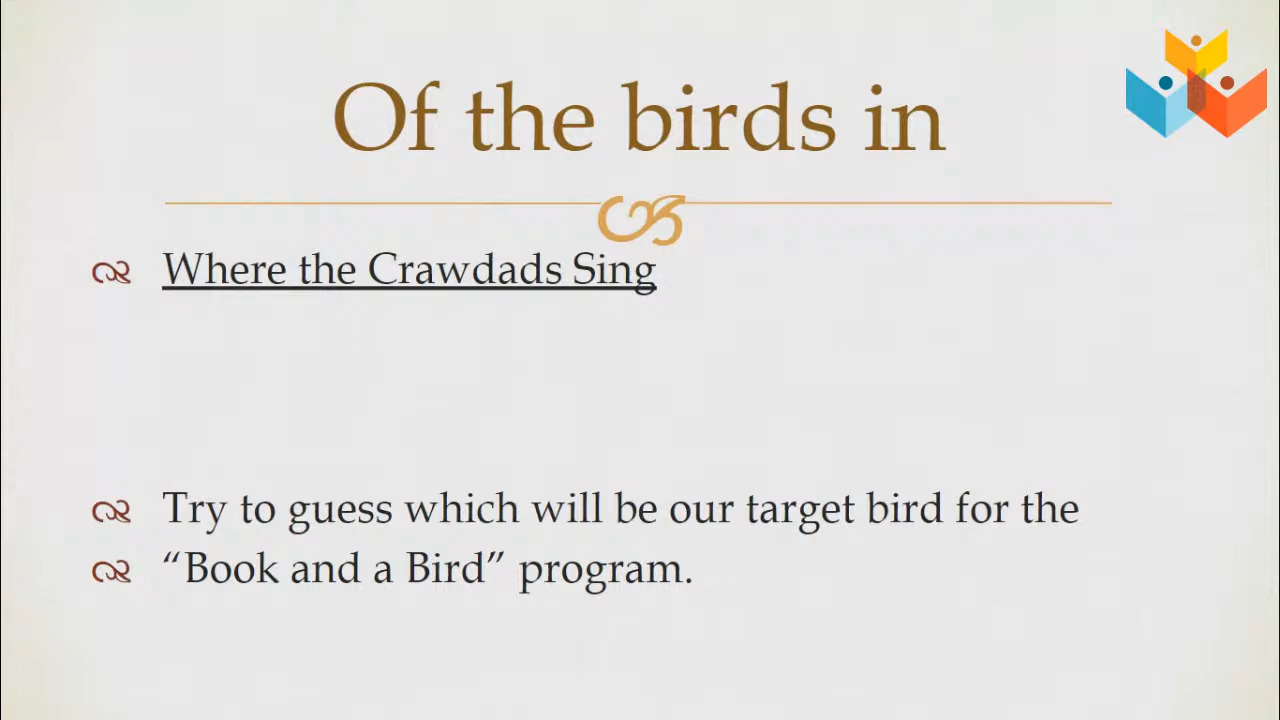 Of the birds in
Where the Crawdads Sing
Try to guess which will be our target bird for the
“Book and a Bird” program.